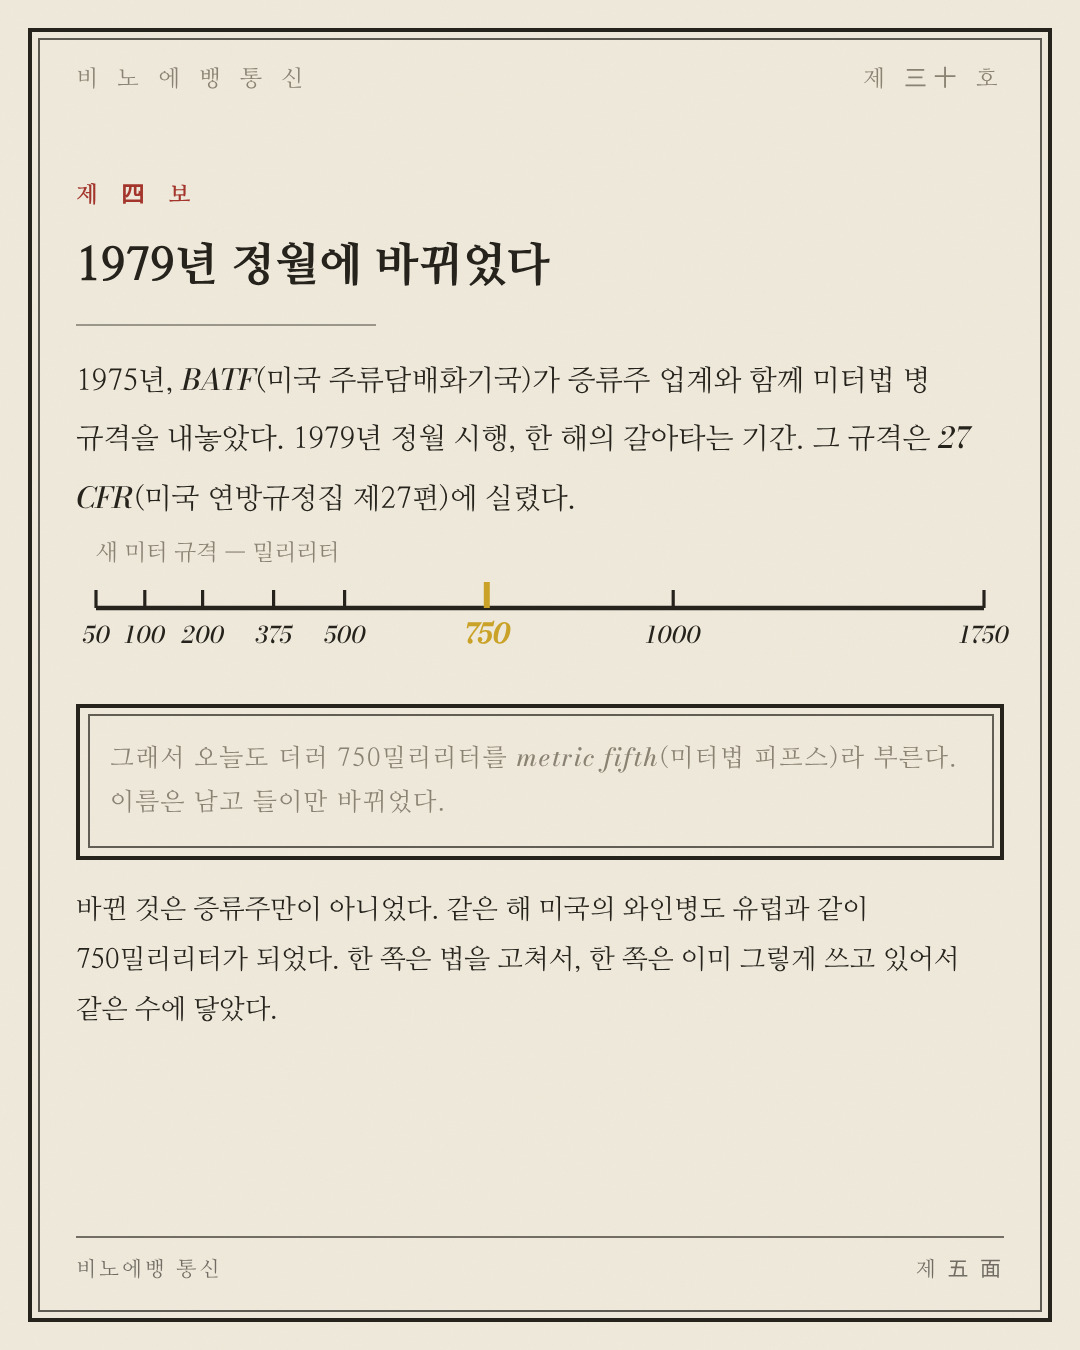 비노에뱅통신
제 三十 호
제 四 보
1979년 정월에 바뀌었다
1975년, BATF(미국 주류담배화기국)가 증류주 업계와 함께 미터법 병
규격을 내놓았다. 1979년 정월 시행, 한 해의 갈아타는 기간. 그 규격은 27
CFR(미국 연방규정집 제27편)에 실렸다.
새 미터 규격 — 밀리리터
50 100 200 375 500 750 1000 1750
그래서 오늘도 더러 750밀리리터를 metric fifth(미터법 피프스)라 부른다.
이름은 남고 들이만 바뀌었다.
바뀐 것은 증류주만이 아니었다. 같은 해 미국의 와인병도 유럽과 같이
750밀리리터가 되었다. 한 쪽은 법을 고쳐서, 한 쪽은 이미 그렇게 쓰고 있어서
같은 수에 닿았다.
비노에뱅 통신
제 五 面